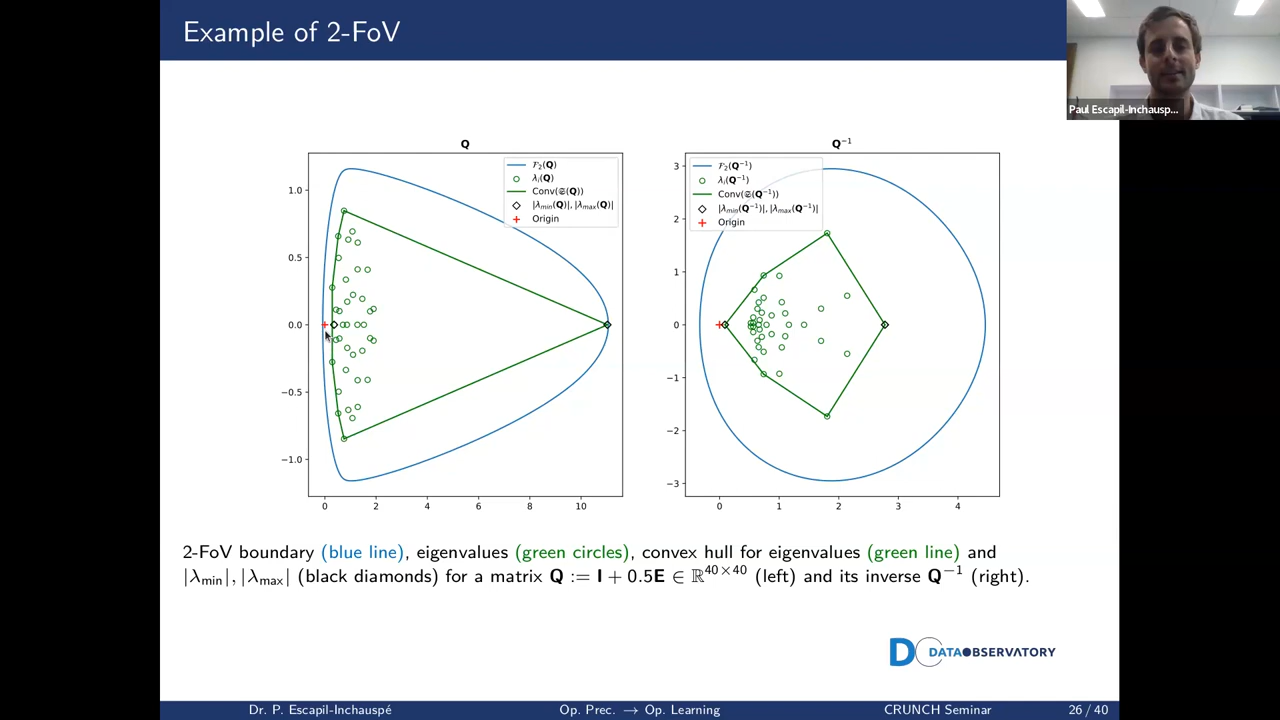 Example of 2-FoV
Paul Escapil-Inchausp...
Q
F₂(Q)
λᵢ(Q)
Conv(𝔖(Q))
|λmin(Q)|, |λmax(Q)|
Origin
1.0
0.5
0.0
−0.5
−1.0
0 2 4 6 8 10
Q⁻¹
F₂(Q⁻¹)
λᵢ(Q⁻¹)
Conv(𝔖(Q⁻¹))
|λmin(Q⁻¹)|, |λmax(Q⁻¹)|
Origin
3
2
1
0
−1
−2
−3
0 1 2 3 4
2-FoV boundary (blue line), eigenvalues (green circles), convex hull for eigenvalues (green line) and
|λmin|, |λmax| (black diamonds) for a matrix Q := I + 0.5E ∈ ℝ⁴⁰ˣ⁴⁰ (left) and its inverse Q⁻¹ (right).
DO DATAOBSERVATORY
Dr. P. Escapil-Inchauspé Op. Prec. → Op. Learning CRUNCH Seminar 26 / 40